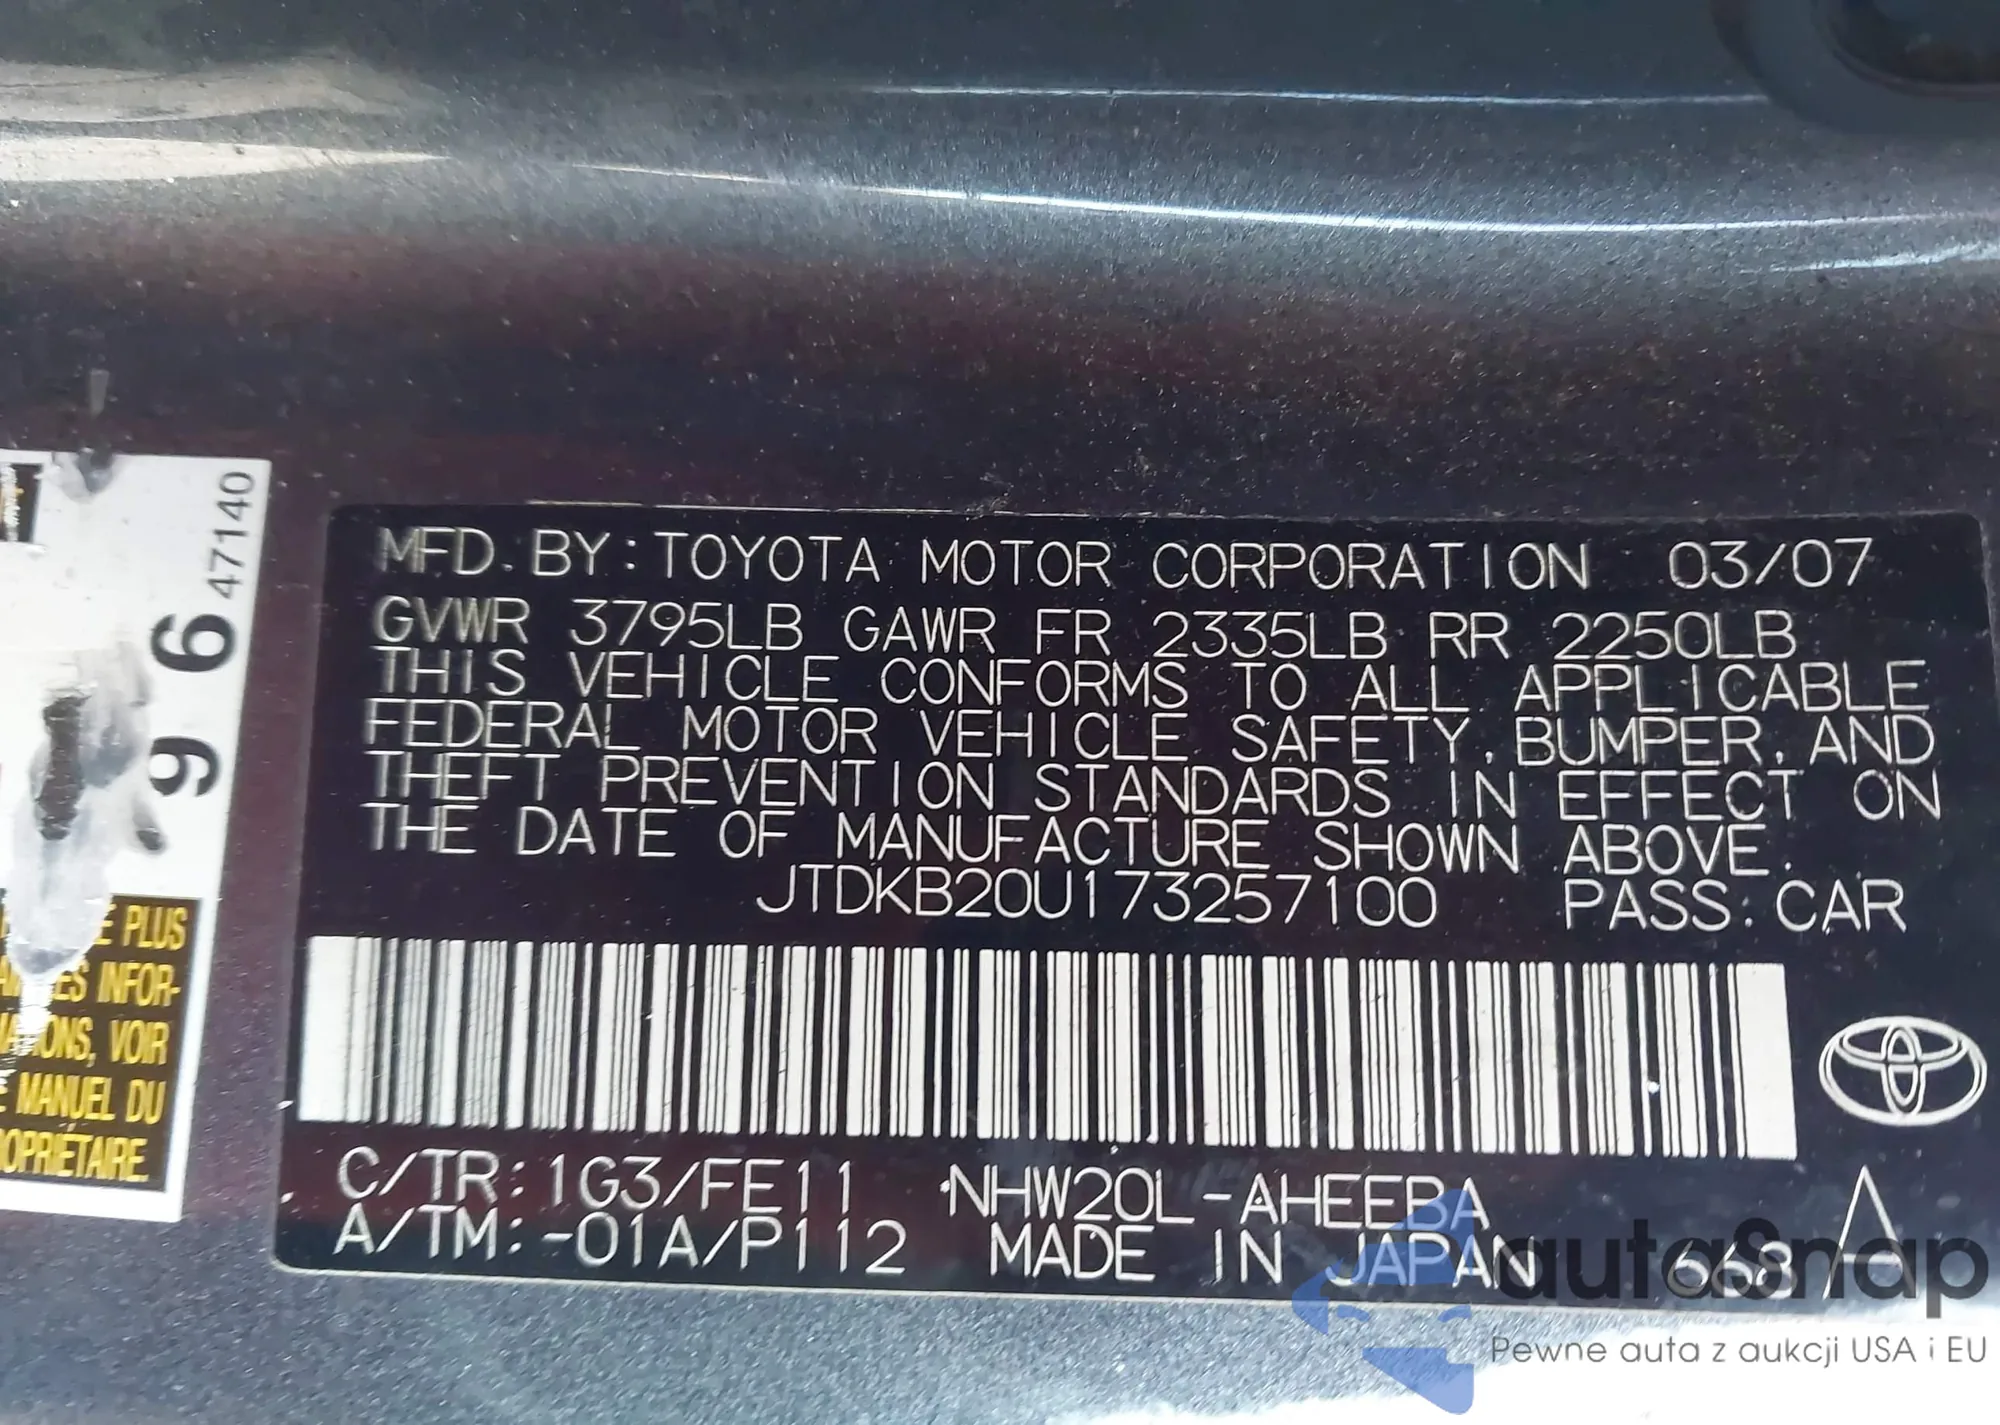 47140
9 6
MFD. BY: TOYOTA MOTOR CORPORATION 03/07
GVWR 3795LB GAWR FR 2335LB RR 2250LB
THIS VEHICLE CONFORMS TO ALL APPLICABLE
FEDERAL MOTOR VEHICLE SAFETY, BUMPER, AND
THEFT PREVENTION STANDARDS IN EFFECT ON
THE DATE OF MANUFACTURE SHOWN ABOVE.
JTDKB20U173257100 PASS. CAR
C/TR: 1G3/FE11 NHW20L-AHEEBA
A/TM: -01A/P112 MADE IN JAPAN 668 A
PLUS
INFOR-
VOIR
MANUEL DU
autoSnap
Pewne auta z aukcji USA i EU